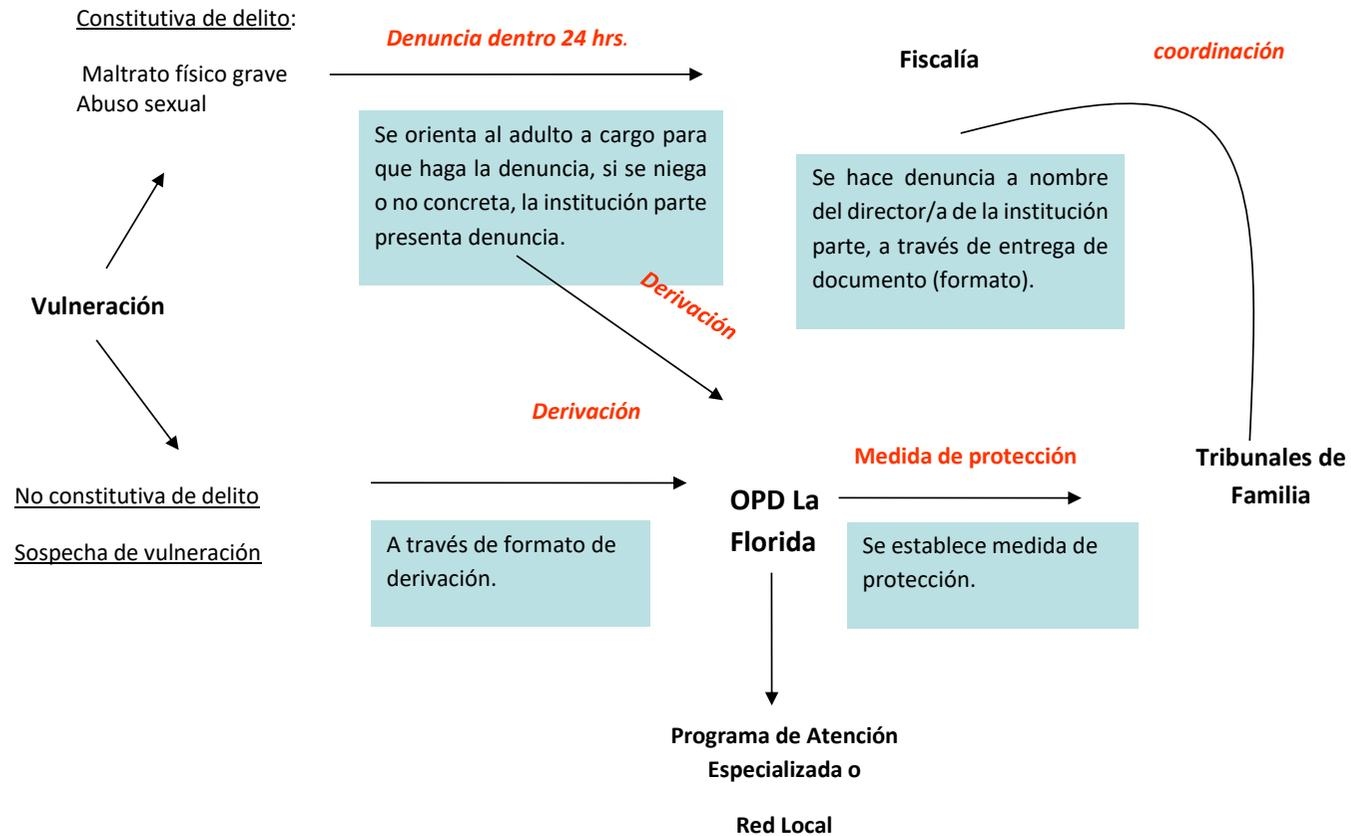 Constitutiva de delito:
Maltrato físico grave
Abuso sexual
Denuncia dentro 24 hrs.
Fiscalía
coordinación
Se orienta al adulto a cargo para
que haga la denuncia, si se niega
o no concreta, la institución parte
presenta denuncia.
Se hace denuncia a nombre
del director/a de la institución
parte, a través de entrega de
documento (formato).
Vulneración
Derivación
Derivación
Medida de protección
Tribunales de
Familia
No constitutiva de delito
Sospecha de vulneración
A través de formato de
derivación.
OPD La
Florida
Se establece medida de
protección.
Programa de Atención
Especializada o
Red Local